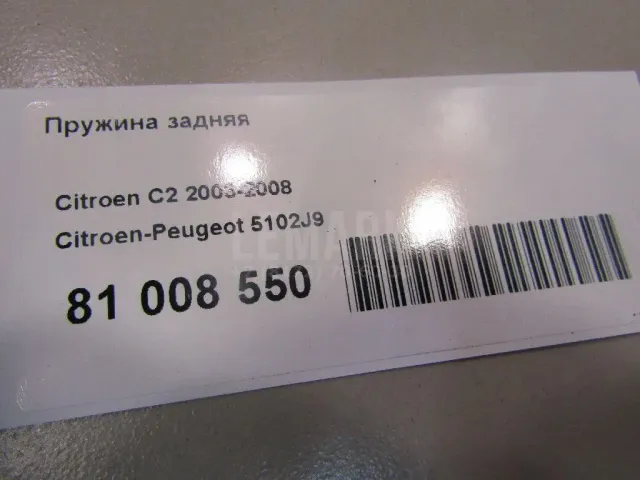 Пружина задняя
Citroen C2 2003-2008
Citroen-Peugeot 5102J9
81 008 550